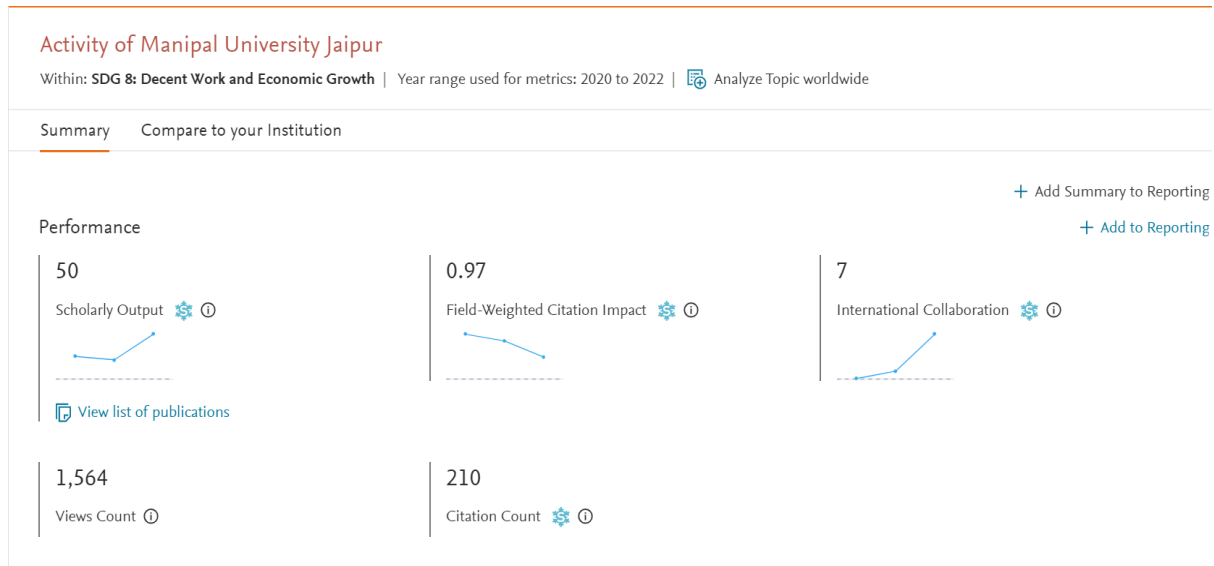 Activity of Manipal University Jaipur
Within: SDG 8: Decent Work and Economic Growth | Year range used for metrics: 2020 to 2022 | Analyze Topic worldwide
Summary Compare to your Institution
+ Add Summary to Reporting
Performance + Add to Reporting
50 0.97 7
Scholarly Output Field-Weighted Citation Impact International Collaboration
View list of publications
1,564 210
Views Count Citation Count